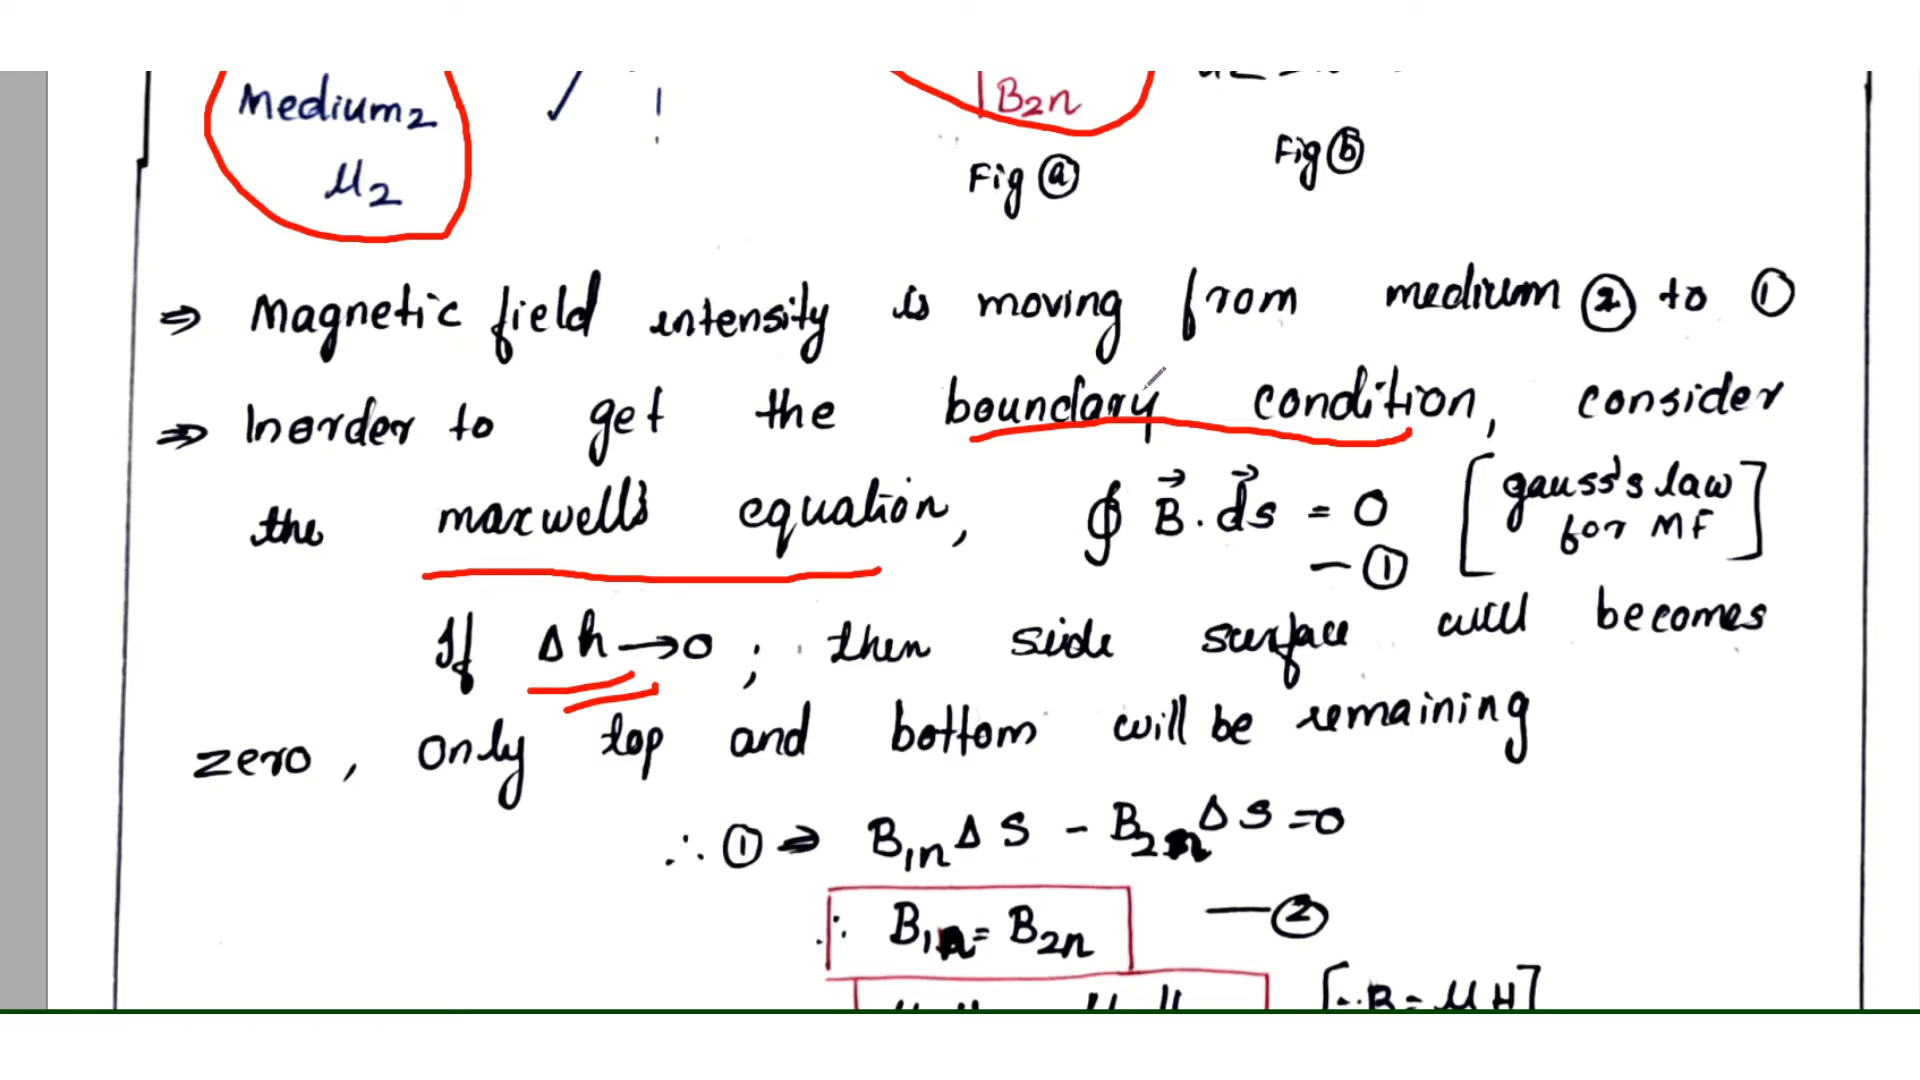 Medium2
μ2
B2n
Fig ⓐ
Fig ⓑ
⇒ Magnetic field intensity is moving from medium ② to ①
⇒ Inorder to get the boundary condition, consider
the maxwell's equation, ∮ B⃗ . d⃗s = 0 [gauss's law for MF]
— ①
If Δh → 0 ; then side surface will becomes
zero, only top and bottom will be remaining
∴ ① ⇒ B1n Δ S - B2n Δ S = 0
∴ B1n = B2n — ②
[∵ B = μH]